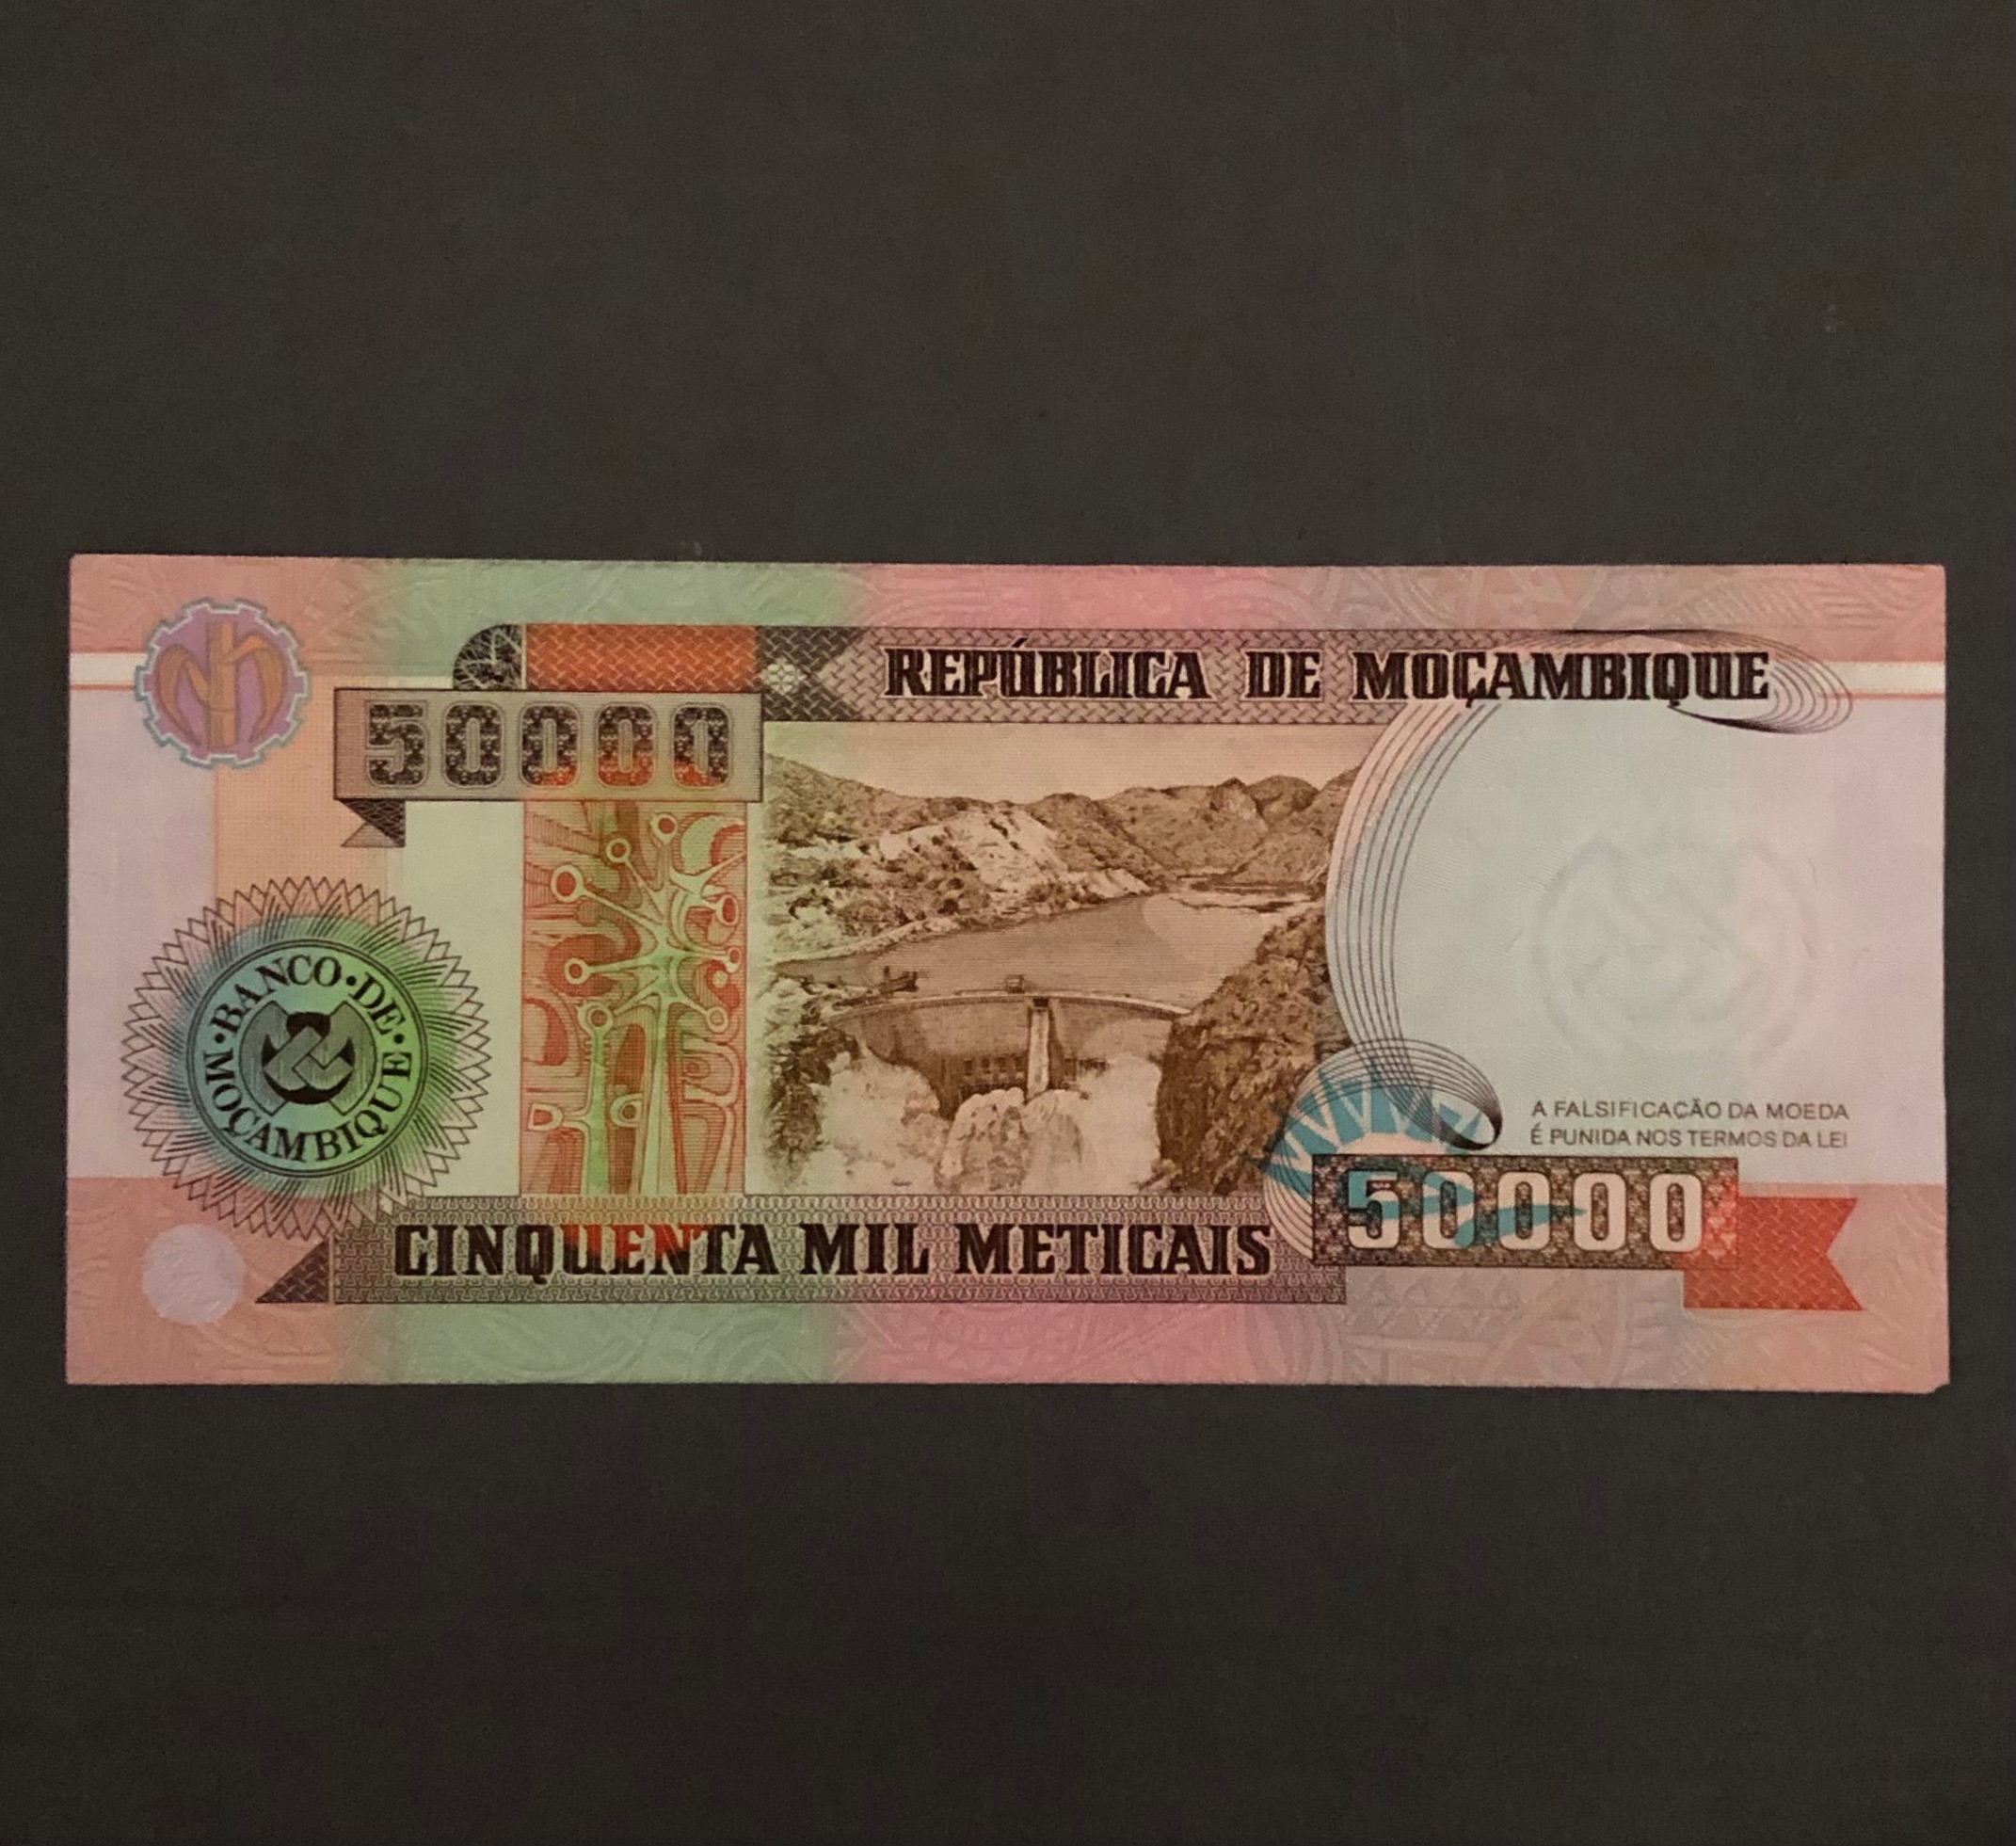 REPÚBLICA DE MOÇAMBIQUE
50000
BANCO·DE·MOÇAMBIQUE
A FALSIFICAÇÃO DA MOEDA
É PUNIDA NOS TERMOS DA LEI
50000
CINQUENTA MIL METICAIS